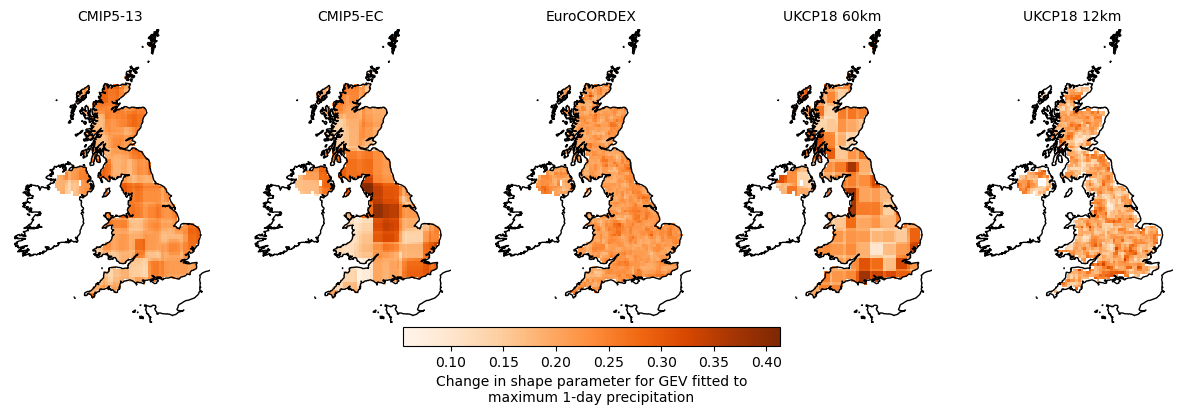 CMIP5-13
CMIP5-EC
EuroCORDEX
UKCP18 60km
UKCP18 12km
0.10 0.15 0.20 0.25 0.30 0.35 0.40
Change in shape parameter for GEV fitted to
maximum 1-day precipitation